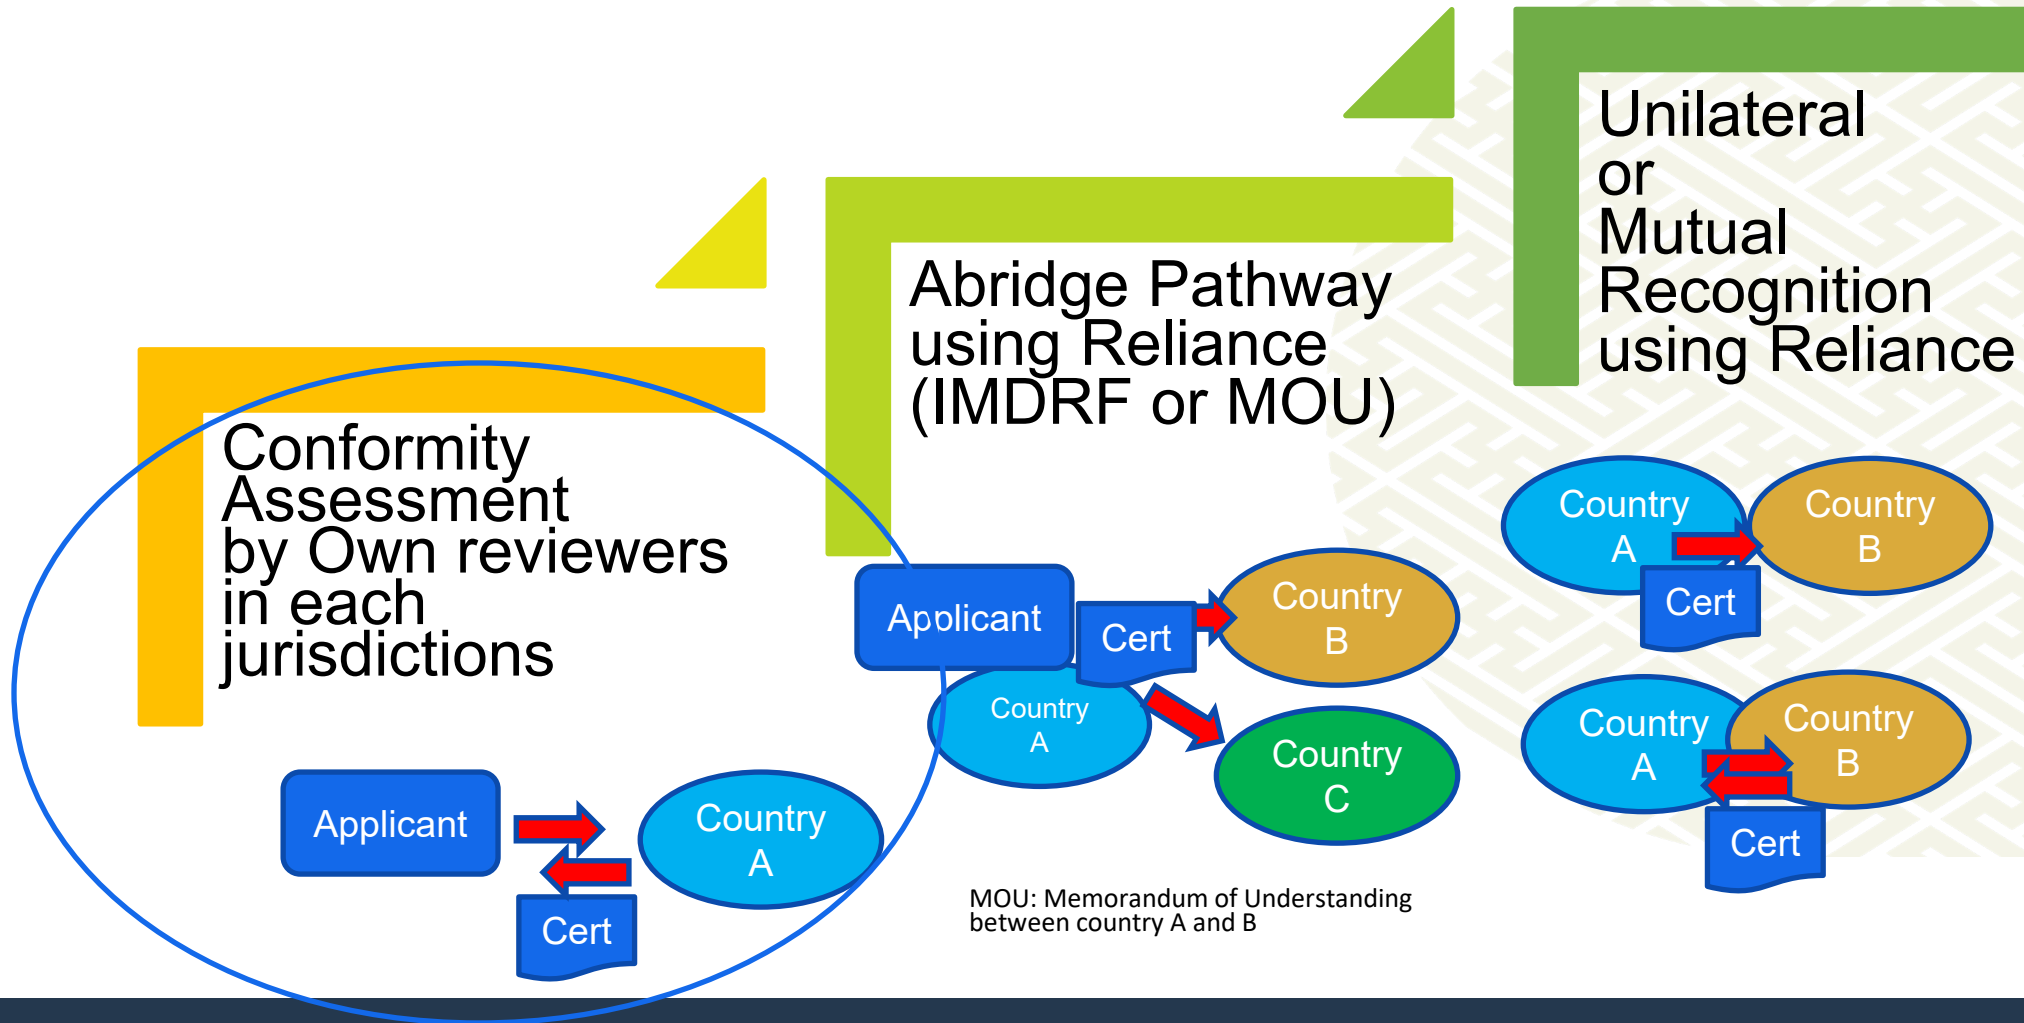 Conformity
Assessment
by Own reviewers
in each
jurisdictions
Applicant
Country
A
Cert
Abridge Pathway
using Reliance
(IMDRF or MOU)
Applicant
Cert
Country
A
Country
B
Country
C
MOU: Memorandum of Understanding
between country A and B
Unilateral
or
Mutual
Recognition
using Reliance
Country
A
Country
B
Cert
Country
A
Country
B
Cert